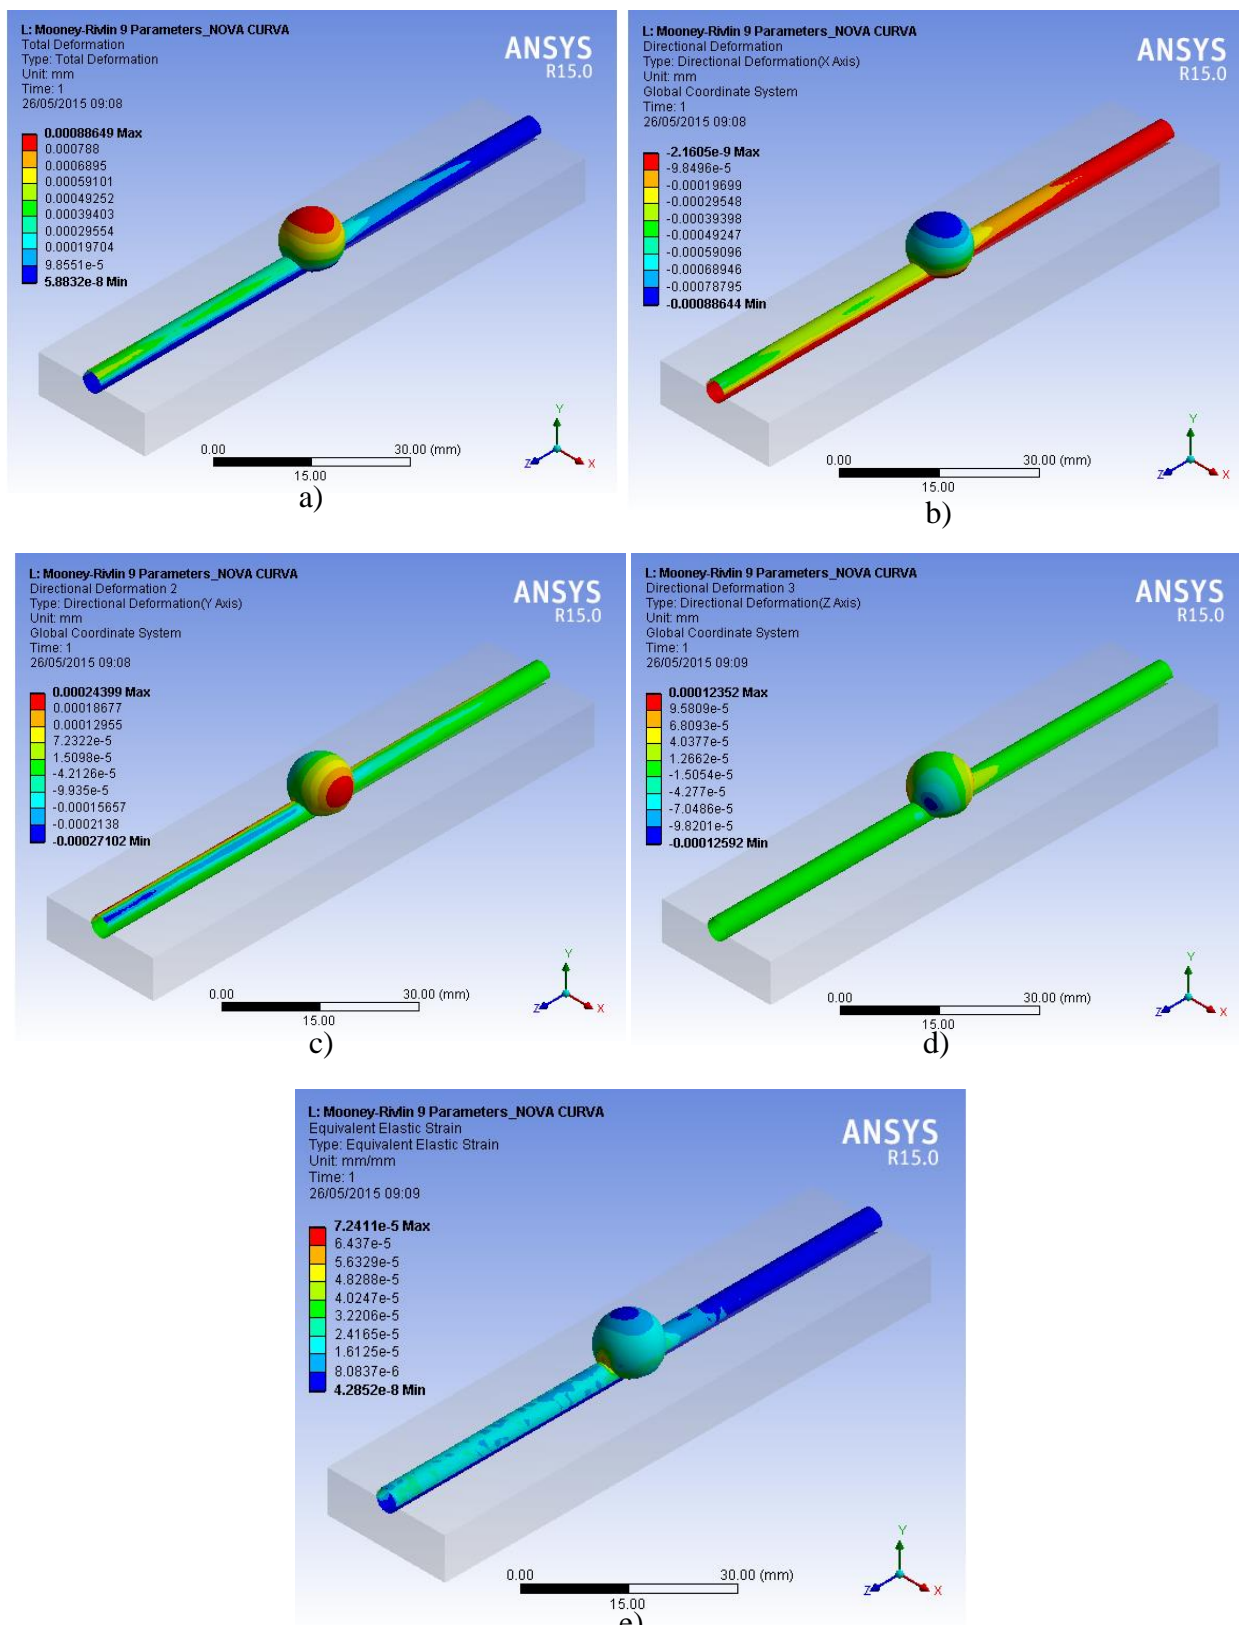 L: Mooney-Rivlin 9 Parameters_NOVA CURVA
Total Deformation
Type: Total Deformation
Unit: mm
Time: 1
26/05/2015 09:08
ANSYS
R15.0
0.00088649 Max
0.000788
0.0006895
0.00059101
0.00049252
0.00039403
0.00029554
0.00019704
9.8551e-5
5.8832e-8 Min
0.00
30.00 (mm)
15.00
Y
Z
X
a)
L: Mooney-Rivlin 9 Parameters_NOVA CURVA
Directional Deformation
Type: Directional Deformation(X Axis)
Unit: mm
Global Coordinate System
Time: 1
26/05/2015 09:08
ANSYS
R15.0
-2.1605e-9 Max
-9.8496e-5
-0.00019699
-0.00029548
-0.00039398
-0.00049247
-0.00059096
-0.00068946
-0.00078795
-0.00088644 Min
0.00
30.00 (mm)
15.00
Y
Z
X
b)
L: Mooney-Rivlin 9 Parameters_NOVA CURVA
Directional Deformation 2
Type: Directional Deformation(Y Axis)
Unit: mm
Global Coordinate System
Time: 1
26/05/2015 09:08
ANSYS
R15.0
0.00024399 Max
0.00018677
0.00012955
7.2322e-5
1.5098e-5
-4.2126e-5
-9.935e-5
-0.00015657
-0.0002138
-0.00027102 Min
0.00
30.00 (mm)
15.00
Y
Z
X
c)
L: Mooney-Rivlin 9 Parameters_NOVA CURVA
Directional Deformation 3
Type: Directional Deformation(Z Axis)
Unit: mm
Global Coordinate System
Time: 1
26/05/2015 09:09
ANSYS
R15.0
0.00012352 Max
9.5809e-5
6.8093e-5
4.0377e-5
1.2662e-5
-1.5054e-5
-4.277e-5
-7.0486e-5
-9.8201e-5
-0.00012592 Min
0.00
30.00 (mm)
15.00
Y
Z
X
d)
L: Mooney-Rivlin 9 Parameters_NOVA CURVA
Equivalent Elastic Strain
Type: Equivalent Elastic Strain
Unit: mm/mm
Time: 1
26/05/2015 09:09
ANSYS
R15.0
7.2411e-5 Max
6.437e-5
5.6329e-5
4.8288e-5
4.0247e-5
3.2206e-5
2.4165e-5
1.6125e-5
8.0837e-6
4.2852e-8 Min
0.00
30.00 (mm)
15.00
Y
Z
X
e)